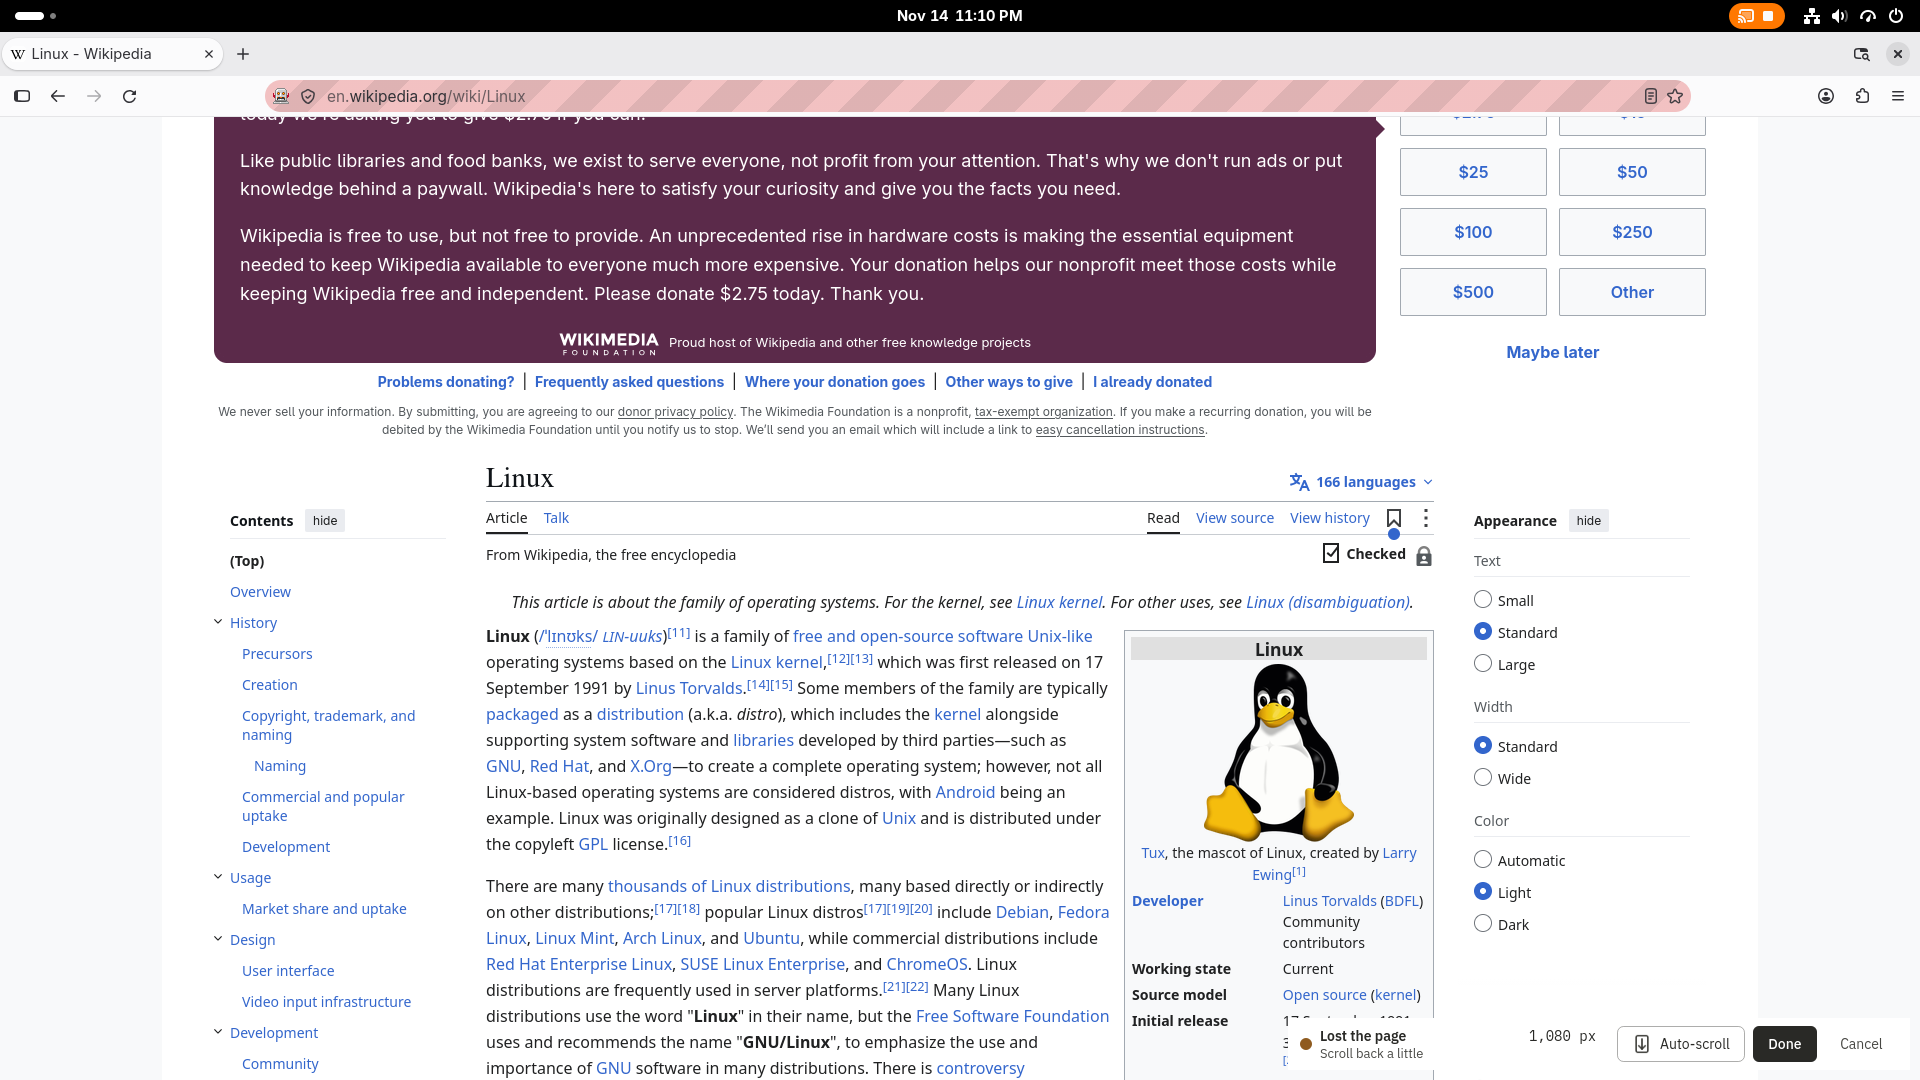 Nov 14 11:10 PM
Linux - Wikipedia
en.wikipedia.org/wiki/Linux
today we're asking you to give $2.75 if you can.
Like public libraries and food banks, we exist to serve everyone, not profit from your attention. That's why we don't run ads or put
knowledge behind a paywall. Wikipedia's here to satisfy your curiosity and give you the facts you need.
Wikipedia is free to use, but not free to provide. An unprecedented rise in hardware costs is making the essential equipment
needed to keep Wikipedia available to everyone much more expensive. Your donation helps our nonprofit meet those costs while
keeping Wikipedia free and independent. Please donate $2.75 today. Thank you.
WIKIMEDIA
FOUNDATION
Proud host of Wikipedia and other free knowledge projects
$25
$50
$100
$250
$500
Other
Maybe later
Problems donating? | Frequently asked questions | Where your donation goes | Other ways to give | I already donated
We never sell your information. By submitting, you are agreeing to our donor privacy policy. The Wikimedia Foundation is a nonprofit, tax-exempt organization. If you make a recurring donation, you will be
debited by the Wikimedia Foundation until you notify us to stop. We'll send you an email which will include a link to easy cancellation instructions.
Contents hide
(Top)
Overview
History
Precursors
Creation
Copyright, trademark, and
naming
Naming
Commercial and popular
uptake
Development
Usage
Market share and uptake
Design
User interface
Video input infrastructure
Development
Community
Linux
166 languages
Article Talk
Read View source View history
From Wikipedia, the free encyclopedia
Checked
This article is about the family of operating systems. For the kernel, see Linux kernel. For other uses, see Linux (disambiguation).
Linux (/ˈlɪnʊks/ LIN-uuks)[11] is a family of free and open-source software Unix-like
operating systems based on the Linux kernel,[12][13] which was first released on 17
September 1991 by Linus Torvalds.[14][15] Some members of the family are typically
packaged as a distribution (a.k.a. distro), which includes the kernel alongside
supporting system software and libraries developed by third parties—such as
GNU, Red Hat, and X.Org—to create a complete operating system; however, not all
Linux-based operating systems are considered distros, with Android being an
example. Linux was originally designed as a clone of Unix and is distributed under
the copyleft GPL license.[16]
There are many thousands of Linux distributions, many based directly or indirectly
on other distributions;[17][18] popular Linux distros[17][19][20] include Debian, Fedora
Linux, Linux Mint, Arch Linux, and Ubuntu, while commercial distributions include
Red Hat Enterprise Linux, SUSE Linux Enterprise, and ChromeOS. Linux
distributions are frequently used in server platforms.[21][22] Many Linux
distributions use the word "Linux" in their name, but the Free Software Foundation
uses and recommends the name "GNU/Linux", to emphasize the use and
importance of GNU software in many distributions. There is controversy
Linux
Tux, the mascot of Linux, created by Larry
Ewing[1]
Developer
Linus Torvalds (BDFL)
Community
contributors
Working state
Current
Source model
Open source (kernel)
Initial release
Appearance hide
Text
Small
Standard
Large
Width
Standard
Wide
Color
Automatic
Light
Dark
Lost the page
Scroll back a little
1,080 px
Auto-scroll
Done
Cancel